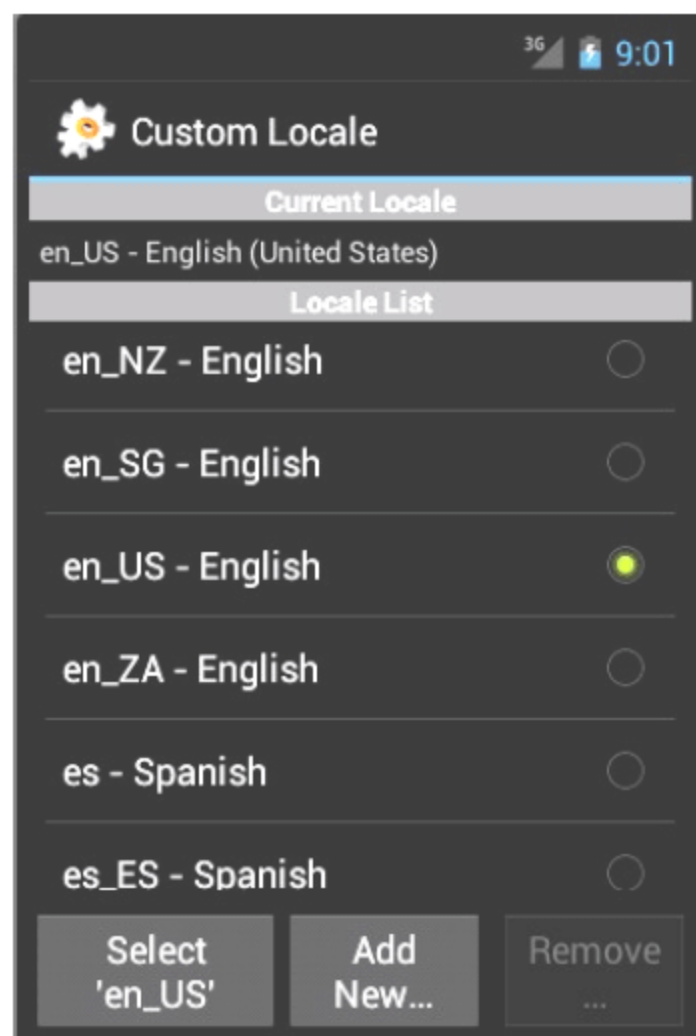 3G 9:01
Custom Locale
Current Locale
en_US - English (United States)
Locale List
en_NZ - English
en_SG - English
en_US - English
en_ZA - English
es - Spanish
es_ES - Spanish
Select
'en_US'
Add
New...
Remove
...